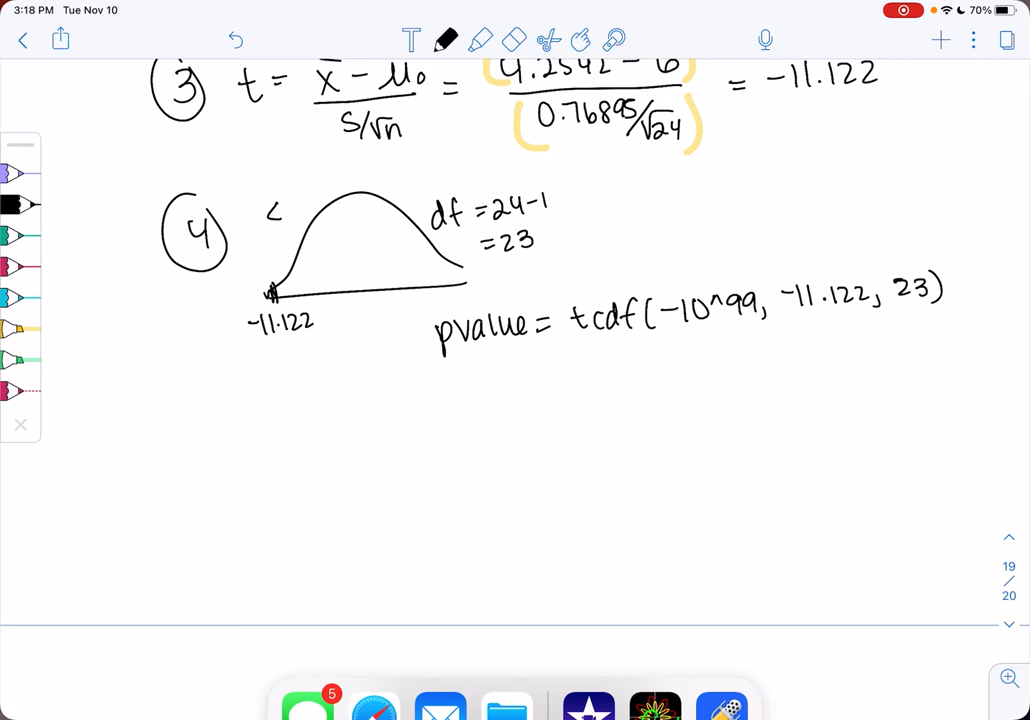 3:18 PM Tue Nov 10
70%
3 t = x̄ - μ₀ / s/√n = (4.2542 - 6) / (0.76895/√24) = -11.122
4 < df = 24-1
= 23
-11.122
pvalue = tcdf(-10^99, -11.122, 23)
19
/
20
5